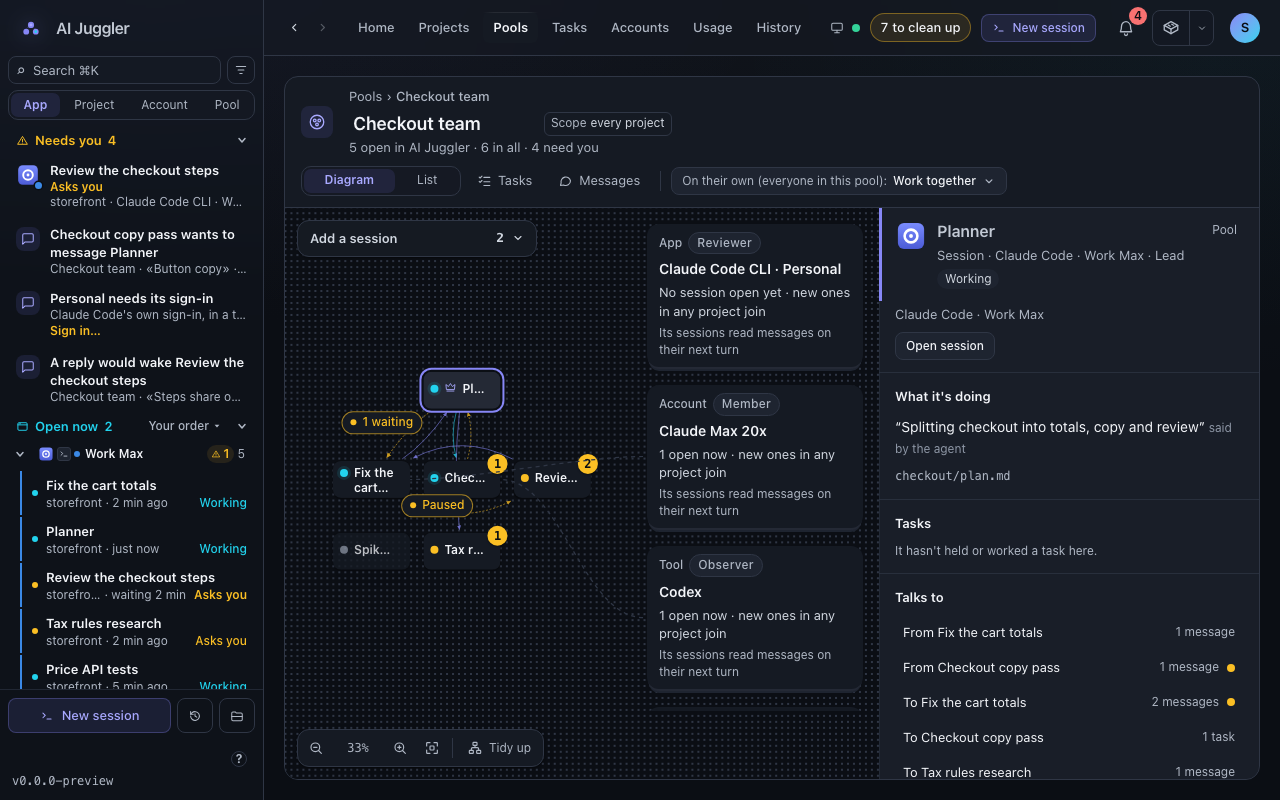 AI Juggler
Search ⌘K
App Project Account Pool
Needs you 4
Review the checkout steps
Asks you
storefront · Claude Code CLI · W…
Checkout copy pass wants to
message Planner
Checkout team · «Button copy» ·…
Personal needs its sign-in
Claude Code's own sign-in, in a t…
Sign in…
A reply would wake Review the
checkout steps
Checkout team · «Steps share o…
Open now 2 Your order
Work Max 1 5
Fix the cart totals
storefront · 2 min ago Working
Planner
storefront · just now Working
Review the checkout steps
storefro… · waiting 2 min Asks you
Tax rules research
storefront · 2 min ago Asks you
Price API tests
storefront · 5 min ago Working
New session
?
v0.0.0-preview
Home Projects Pools Tasks Accounts Usage History
7 to clean up
New session
4
S
Pools › Checkout team
Checkout team
Scope every project
5 open in AI Juggler · 6 in all · 4 need you
Diagram List Tasks Messages
On their own (everyone in this pool): Work together
Add a session 2
Pl…
1 waiting
Fix the
cart…
Chec…
1
Revie…
2
Paused
Spik…
Tax r…
1
33%
Tidy up
App Reviewer
Claude Code CLI · Personal
No session open yet · new ones
in any project join
Its sessions read messages on
their next turn
Account Member
Claude Max 20x
1 open now · new ones in any
project join
Its sessions read messages on
their next turn
Tool Observer
Codex
1 open now · new ones in any
project join
Its sessions read messages on
their next turn
Planner
Pool
Session · Claude Code · Work Max · Lead
Working
Claude Code · Work Max
Open session
What it's doing
“Splitting checkout into totals, copy and review” said
by the agent
checkout/plan.md
Tasks
It hasn't held or worked a task here.
Talks to
From Fix the cart totals 1 message
From Checkout copy pass 1 message
To Fix the cart totals 2 messages
To Checkout copy pass 1 task
To Tax rules research 1 message